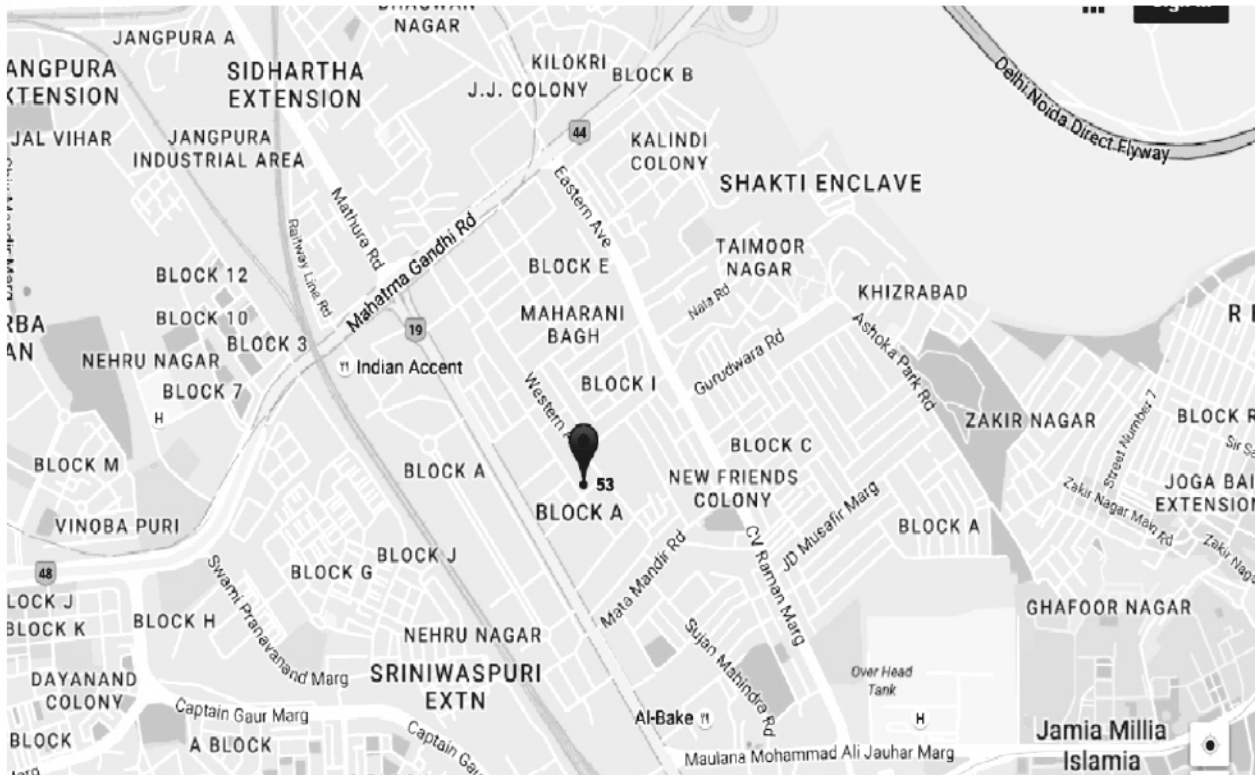 BHAGWAN
NAGAR
JANGPURA A
SIDHARTHA
EXTENSION
KILOKRI
J.J. COLONY
BLOCK B
44
Delhi Noida Direct Flyway
JAL VIHAR
JANGPURA
INDUSTRIAL AREA
KALINDI
COLONY
SHAKTI ENCLAVE
Mathura Rd
Railway Line Rd
Mahatma Gandhi Rd
Eastern Ave
TAIMOOR
NAGAR
BLOCK 12
BLOCK E
KHIZRABAD
BLOCK 10
MAHARANI
BAGH
Nala Rd
19
BLOCK 3
NEHRU NAGAR
Indian Accent
Gurudwara Rd
Ashoka Park Rd
BLOCK 7
BLOCK I
Western
H
ZAKIR NAGAR
Street Number 7
BLOCK C
BLOCK M
BLOCK A
53
BLOCK A
NEW FRIENDS
COLONY
JD Musafir Marg
BLOCK A
Zakir Nagar Main Rd
JOGA BAI
EXTENSION
VINOBA PURI
BLOCK J
CV Raman Marg
Mata Mandir Rd
48
BLOCK G
Swami Pranavanand Marg
BLOCK K
BLOCK H
NEHRU NAGAR
GHAFOOR NAGAR
SRINIWASPURI
EXTN
Sujan Mahindra Rd
Over Head
Tank
DAYANAND
COLONY
Captain Gaur Marg
Al-Bake
H
BLOCK
A BLOCK
Captain Gaur
Maulana Mohammad Ali Jauhar Marg
Jamia Millia
Islamia